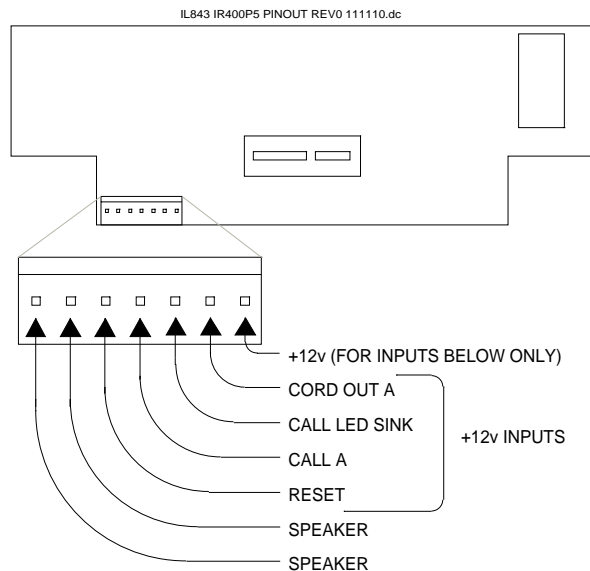 IL843 IR400P5 PINOUT REV0 111110.dc
+12v (FOR INPUTS BELOW ONLY)
CORD OUT A
CALL LED SINK
+12v INPUTS
CALL A
RESET
SPEAKER
SPEAKER